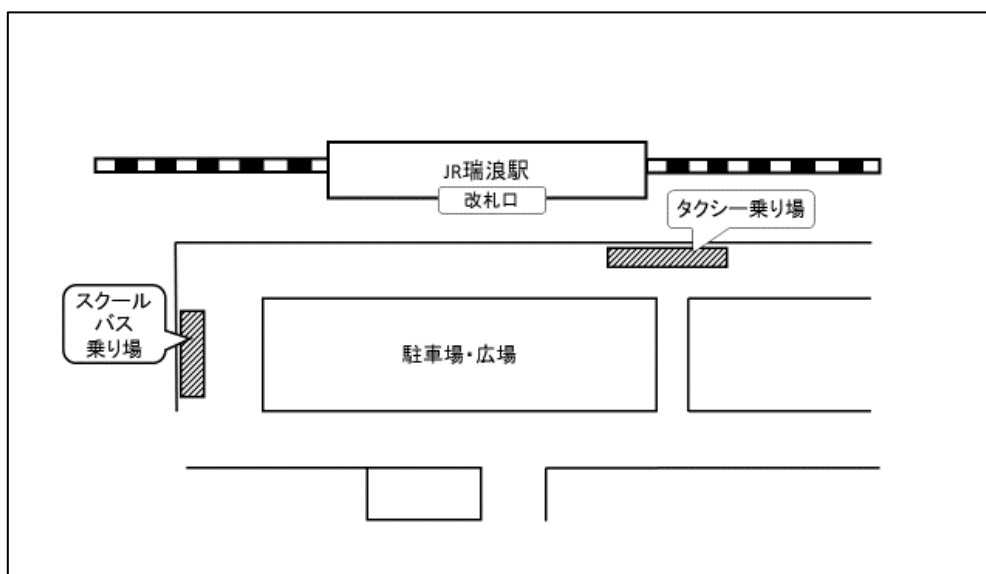 JR瑞浪駅
改札口
タクシー乗り場
スクール
バス
乗り場
駐車場・広場